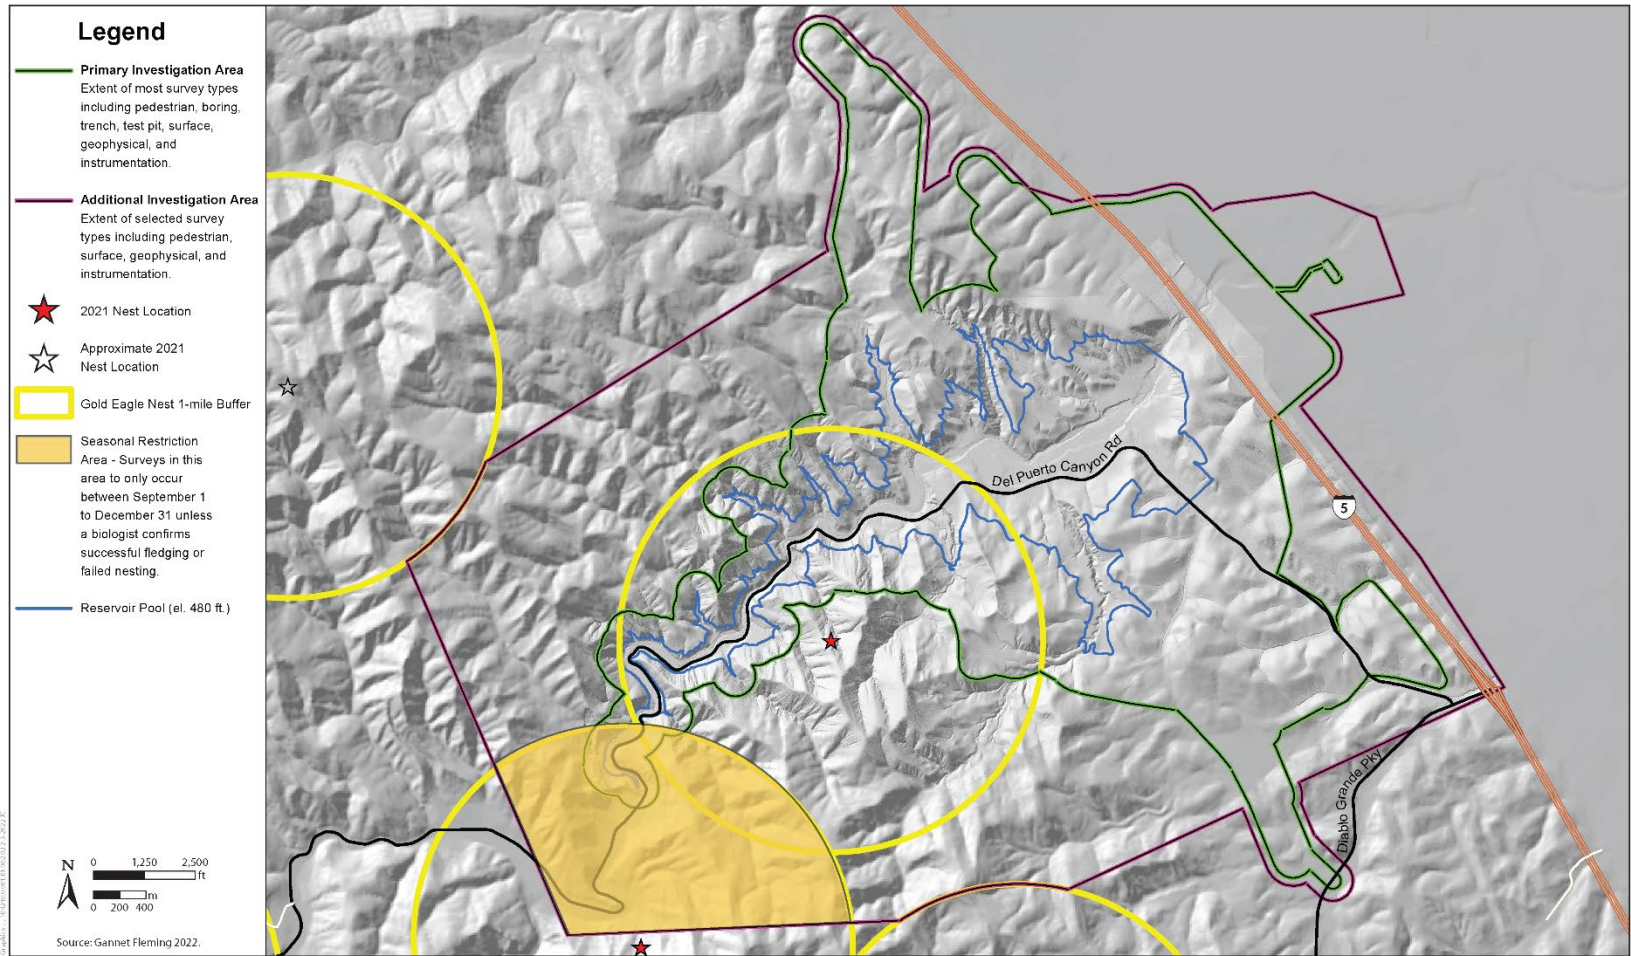 Legend
Primary Investigation Area
Extent of most survey types
including pedestrian, boring,
trench, test pit, surface,
geophysical, and
instrumentation.
Additional Investigation Area
Extent of selected survey
types including pedestrian,
surface, geophysical, and
instrumentation.
2021 Nest Location
Approximate 2021
Nest Location
Gold Eagle Nest 1-mile Buffer
Seasonal Restriction
Area - Surveys in this
area to only occur
between September 1
to December 31 unless
a biologist confirms
successful fledging or
failed nesting.
Reservoir Pool (el. 480 ft.)
N
0 1,250 2,500
ft
m
0 200 400
Source: Gannet Fleming 2022.
Del Puerto Canyon Rd
5
Diablo Grande Pky